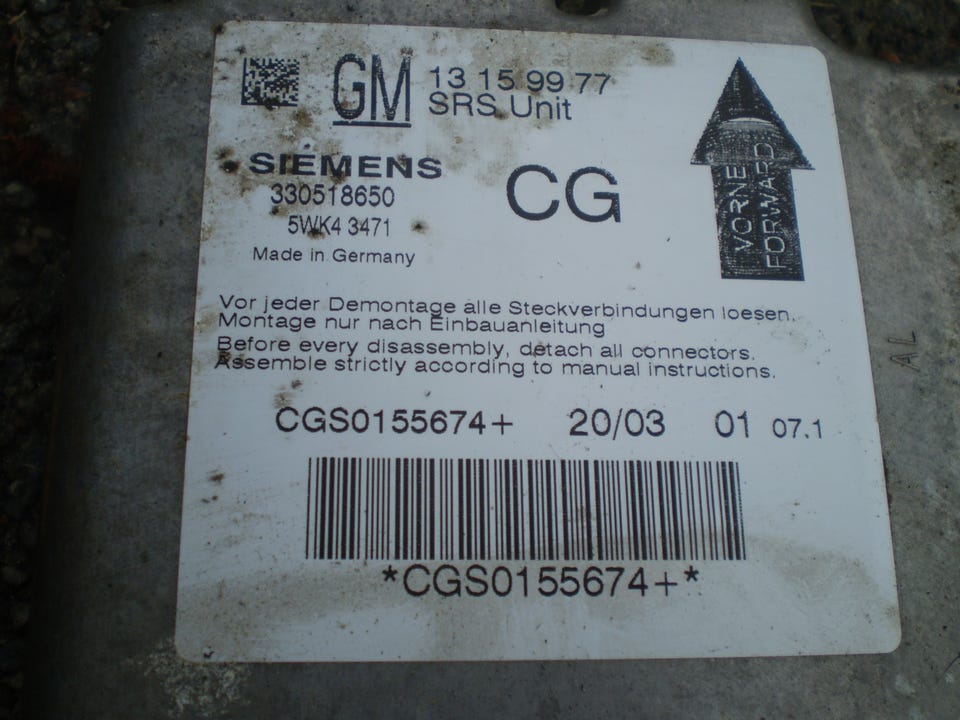 GM 13 15 99 77
SRS Unit
SIEMENS
330518650
5WK4 3471
Made in Germany
CG
VORNE
FORWARD
Vor jeder Demontage alle Steckverbindungen loesen.
Montage nur nach Einbauanleitung
Before every disassembly, detach all connectors.
Assemble strictly according to manual instructions.
CGS0155674+ 20/03 01 07.1
*CGS0155674+*
AL